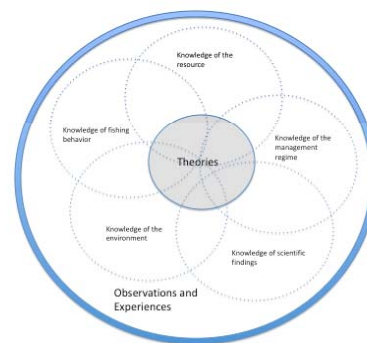 Knowledge of the
resource
Knowledge of fishing
behavior
Knowledge of the
management
regime
Theories
Knowledge of the
environment
Knowledge of scientific
findings
Observations and
Experiences